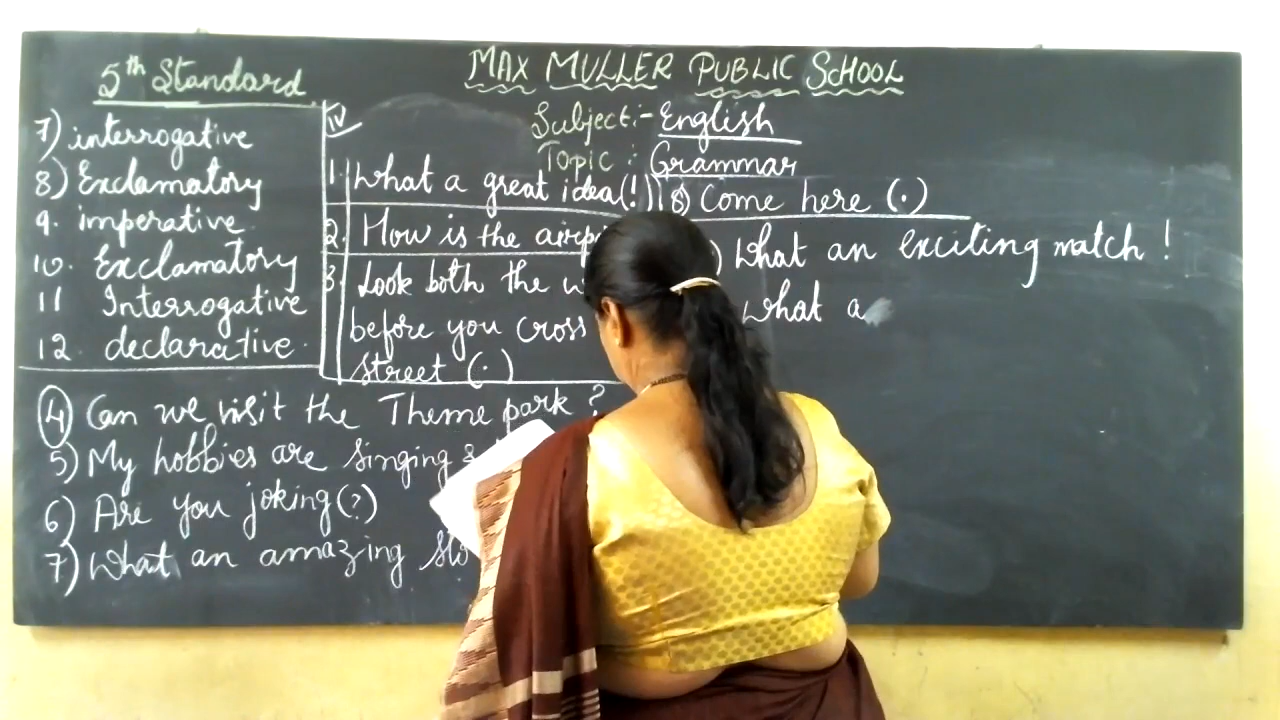 5th Standard
7) interrogative
8) Exclamatory
9. imperative
10. Exclamatory
11 Interrogative
12. declarative
MAX MULLER PUBLIC SCHOOL
Subject:- English
Topic: Grammar
IV
1. What a great idea(!)
2. How is the
3. Look both the
before you cross
street (.)
4) Can we visit the Theme park ?
5) My hobbies are singing
6) Are you joking(?)
7) What an amazing
8) Come here (.)
) What an exciting match !
what a